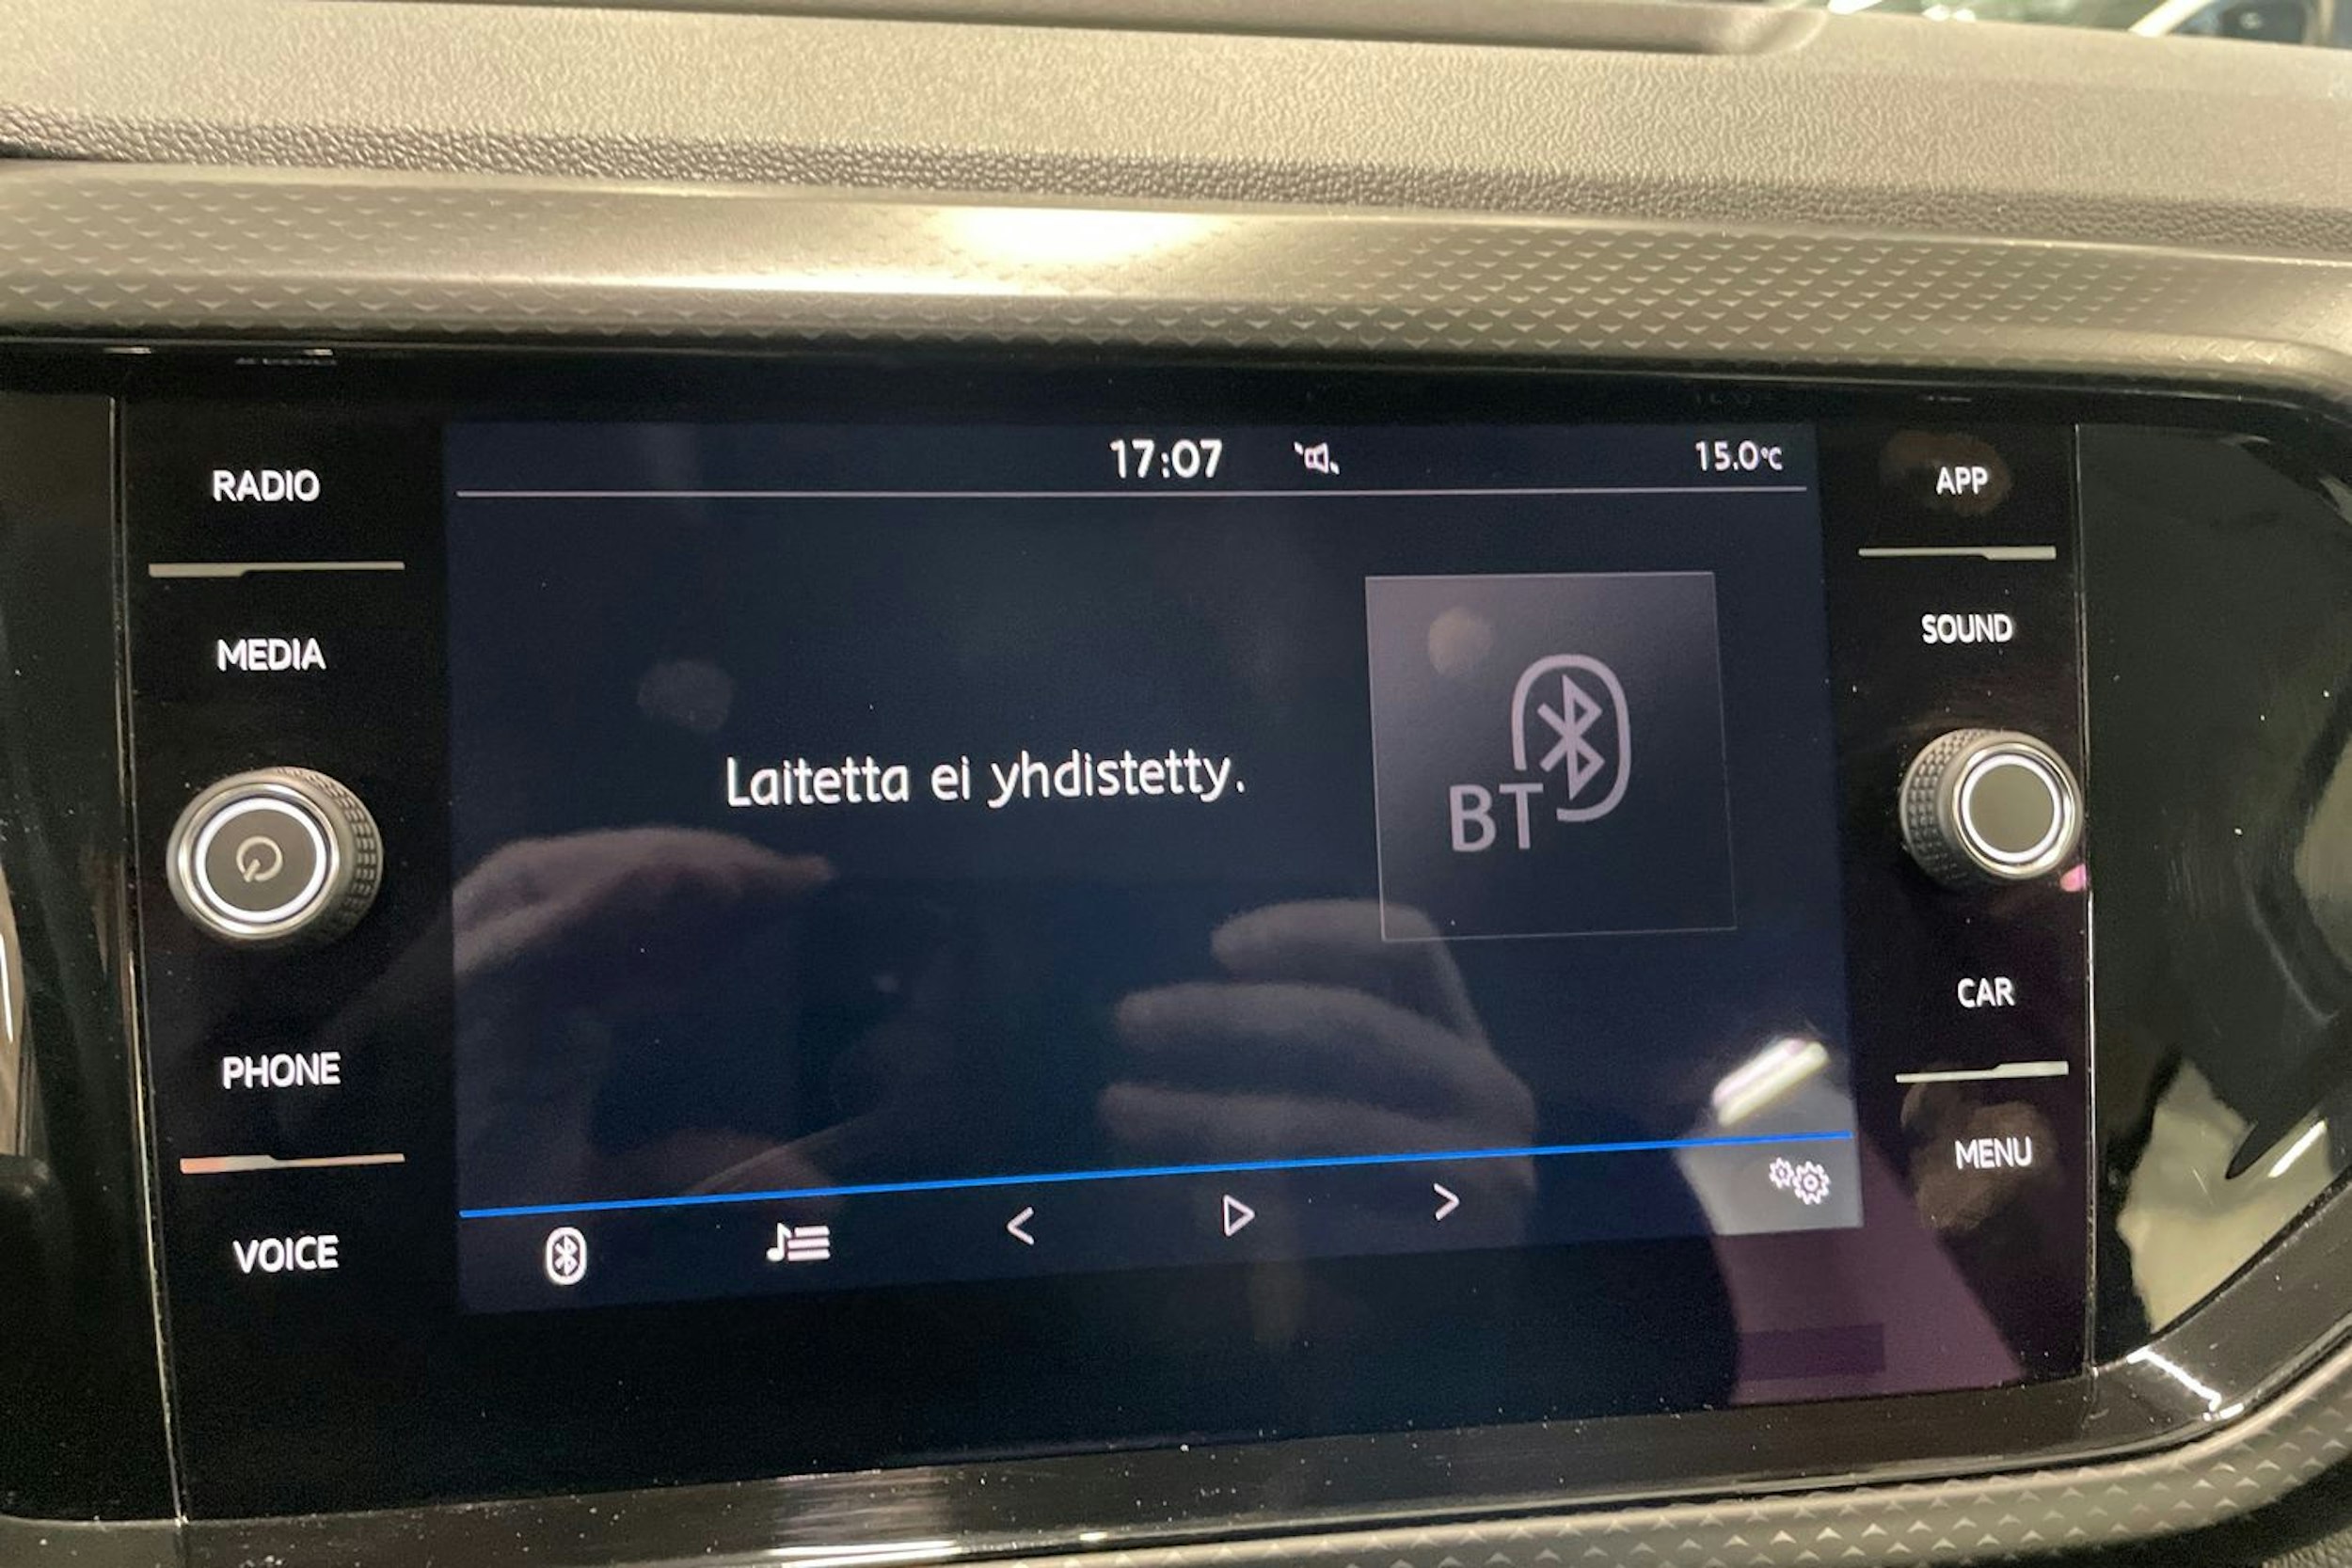 17:07 15.0°C
RADIO
MEDIA
PHONE
VOICE
Laitetta ei yhdistetty.
BT
APP
SOUND
CAR
MENU